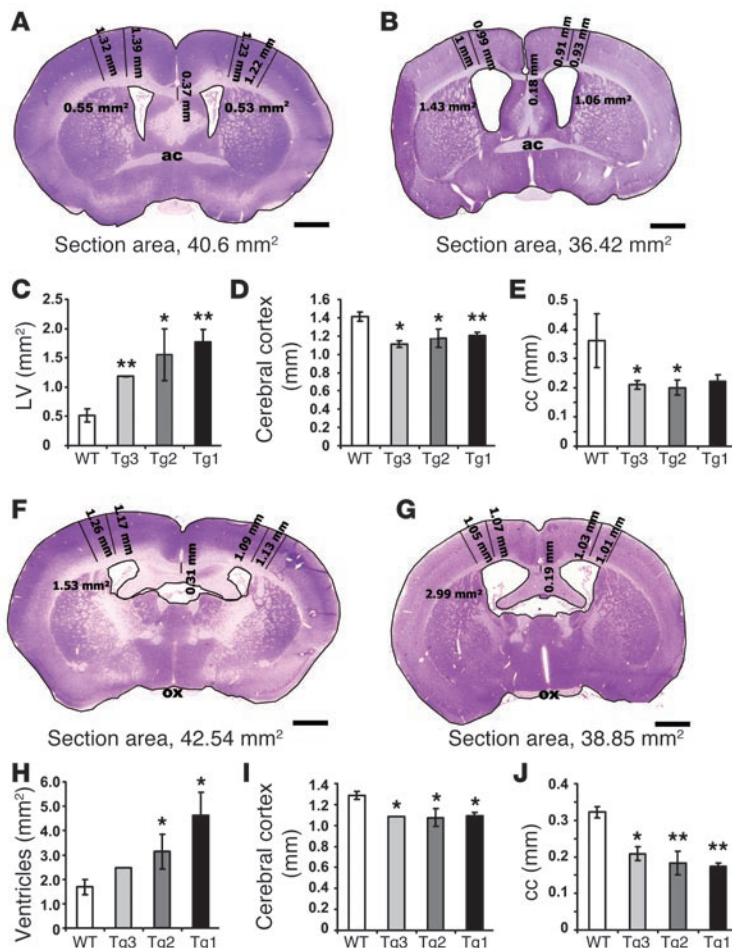 A
1.32 mm
1.39 mm
1.23 mm
1.22 mm
0.37 mm
0.55 mm²
0.53 mm²
ac
Section area, 40.6 mm²
B
1 mm
0.99 mm
0.91 mm
0.93 mm
0.18 mm
1.43 mm²
1.06 mm²
ac
Section area, 36.42 mm²
C
LV (mm²)
2.5
2.0
1.5
1.0
0.5
0
**
*
**
WT Tg3 Tg2 Tg1
D
Cerebral cortex
(mm)
1.6
1.4
1.2
1.0
0.8
0.6
1.2
1.4
0
*
*
**
WT Tg3 Tg2 Tg1
E
cc (mm)
0.5
0.4
0.3
0.2
0.1
0
*
*
WT Tg3 Tg2 Tg1
F
1.26 mm
1.17 mm
1.09 mm
1.13 mm
0.31 mm
1.53 mm²
ox
Section area, 42.54 mm²
G
1.05 mm
1.07 mm
1.03 mm
1.01 mm
0.19 mm
2.99 mm²
ox
Section area, 38.85 mm²
H
Ventricles (mm²)
6.0
5.0
4.0
3.0
2.0
1.0
0
*
*
WT Tg3 Tg2 Tg1
I
Cerebral cortex
(mm)
1.4
1.2
1.0
0.8
0.6
1.2
1.4
0
*
*
*
WT Tg3 Tg2 Tg1
J
cc (mm)
0.4
0.3
0.2
0.1
0
*
**
**
WT Tg3 Tg2 Tg1